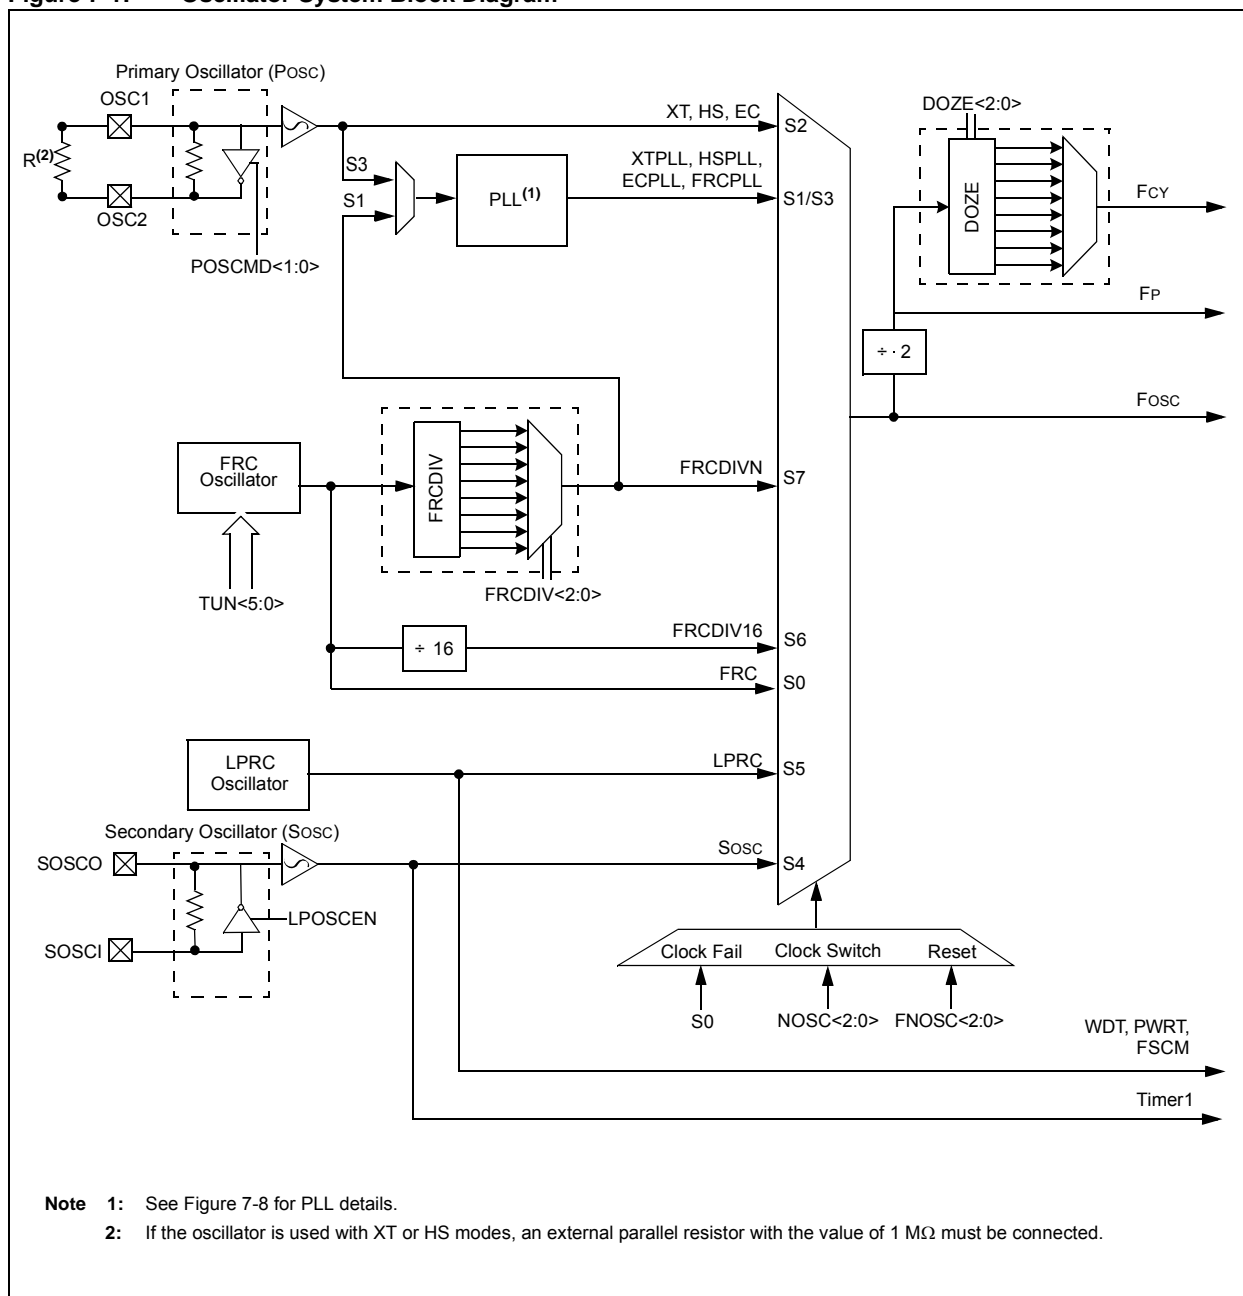 Primary Oscillator (POSC)
OSC1
R(2)
OSC2
POSCMD<1:0>
S3
S1
PLL(1)
XT, HS, EC
XTPLL, HSPLL,
ECPLL, FRCPLL
S2
S1/S3
DOZE<2:0>
DOZE
FCY
FP
÷ · 2
FOSC
FRC
Oscillator
TUN<5:0>
FRCDIV
FRCDIV<2:0>
FRCDIVN
S7
÷ 16
FRCDIV16
S6
FRC
S0
LPRC
Oscillator
LPRC
S5
Secondary Oscillator (SOSC)
SOSCO
SOSCI
LPOSCEN
SOSC
S4
Clock Fail
Clock Switch
Reset
S0
NOSC<2:0>
FNOSC<2:0>
WDT, PWRT,
FSCM
Timer1
Note 1: See Figure 7-8 for PLL details.
2: If the oscillator is used with XT or HS modes, an external parallel resistor with the value of 1 MΩ must be connected.